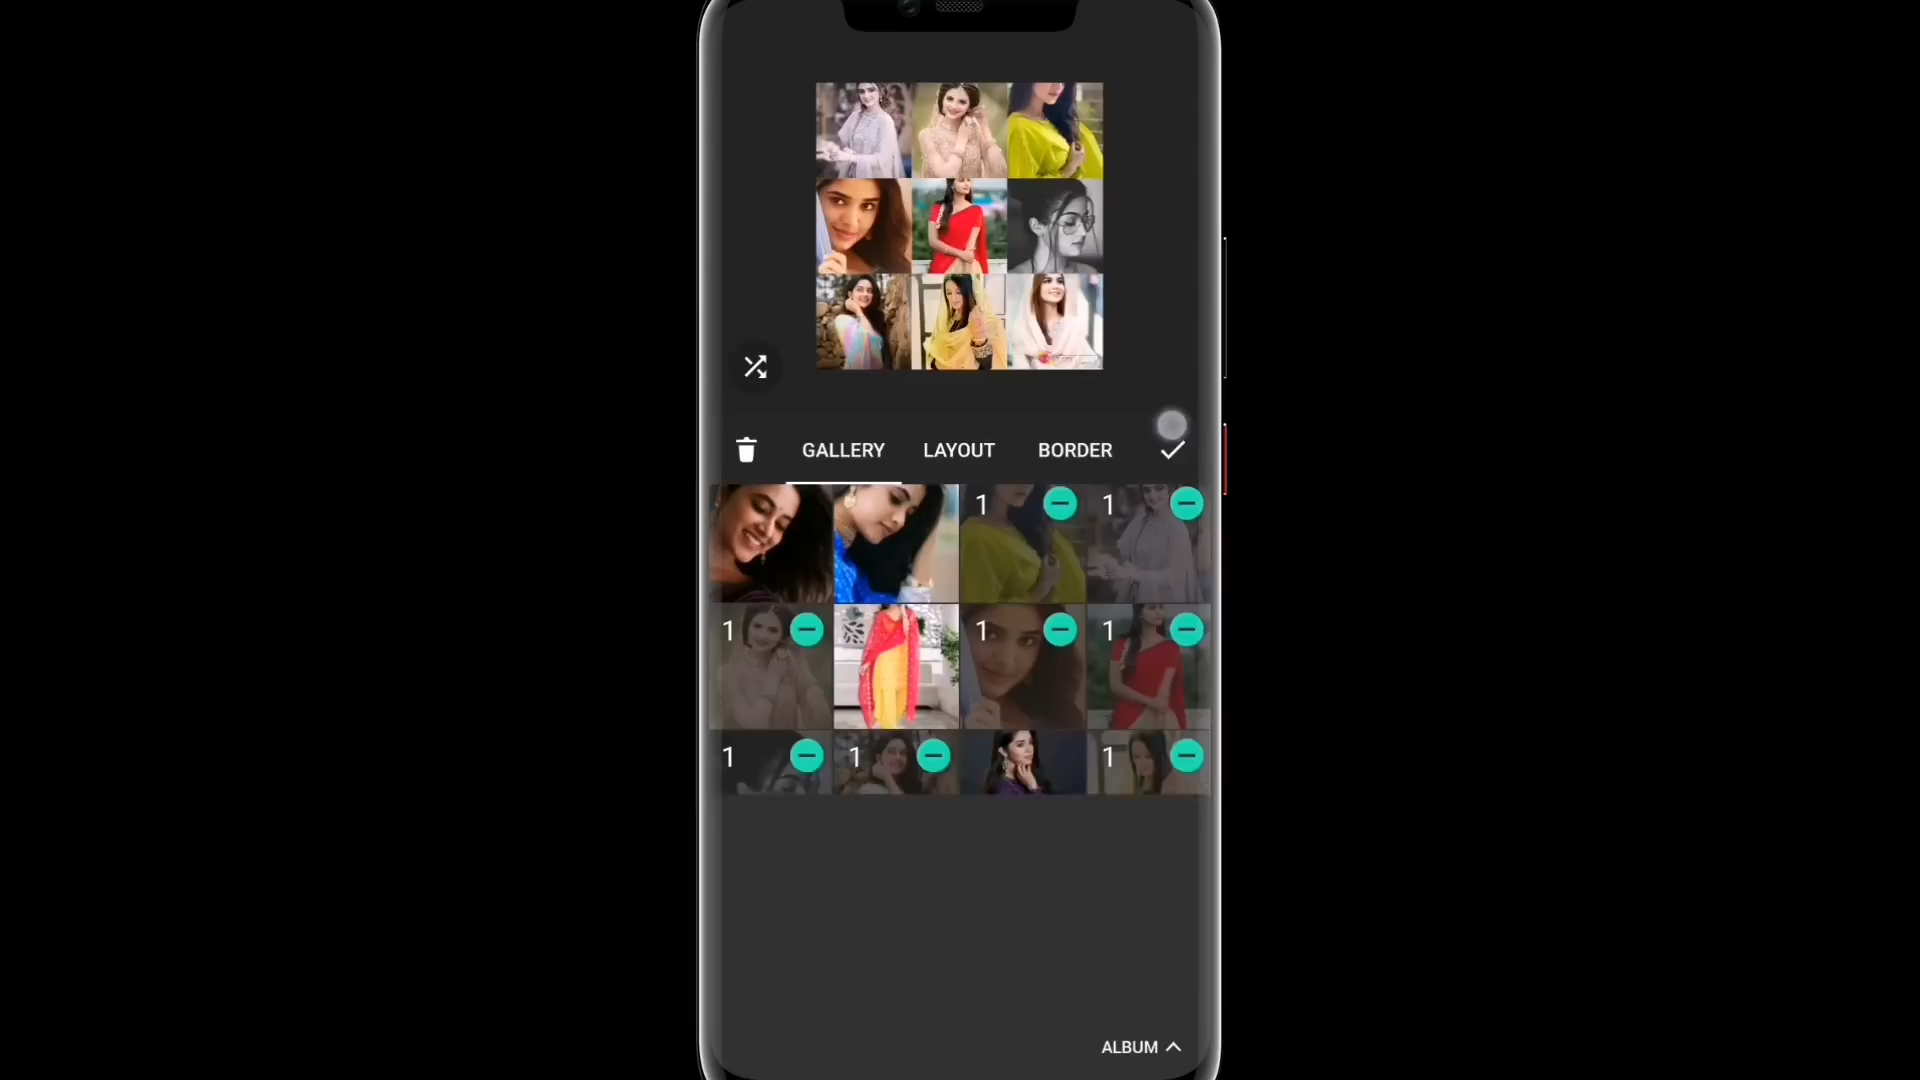 GALLERY LAYOUT BORDER
1 1
1 1 1
1 1 1
ALBUM